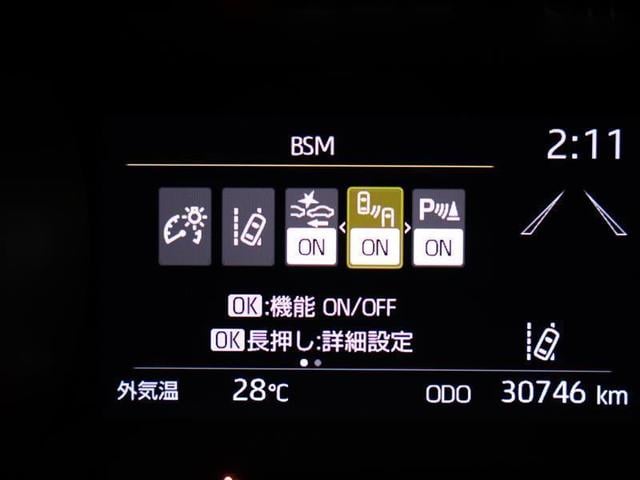 BSM
2:11
ON
ON
P ON
OK:機能 ON/OFF
OK長押し:詳細設定
外気温 28℃ ODO 30746 km